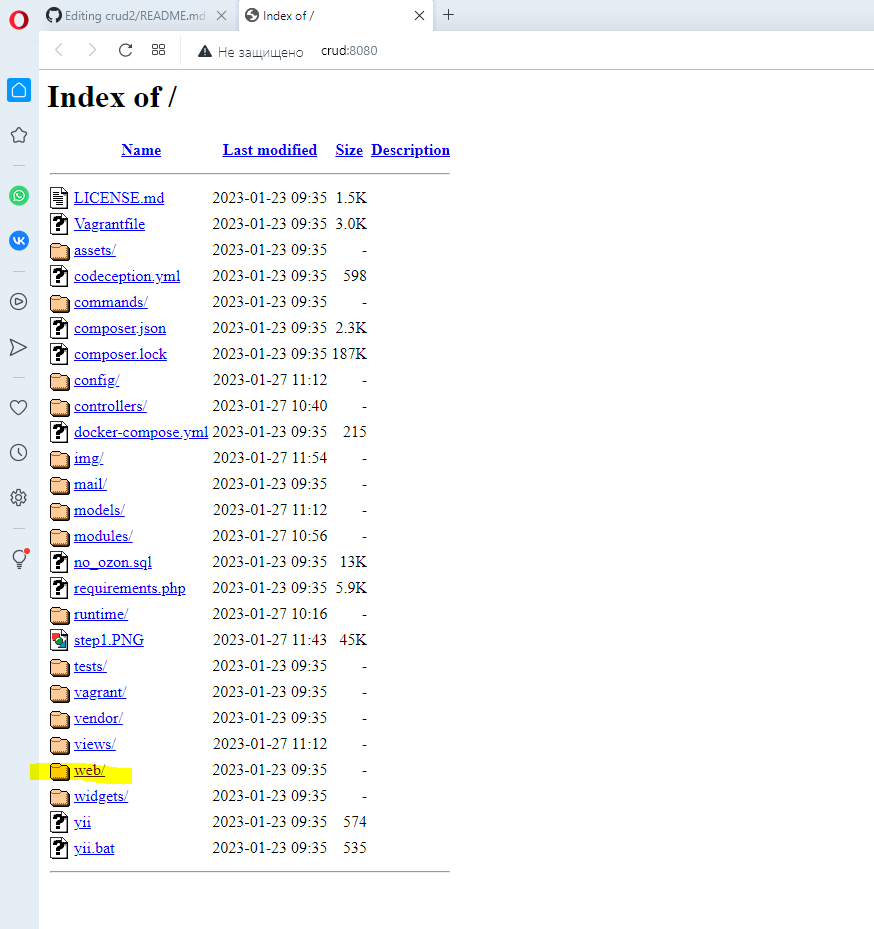 Editing crud2/README.md
Index of /
Не защищено crud:8080
Index of /
Name Last modified Size Description
LICENSE.md 2023-01-23 09:35 1.5K
Vagrantfile 2023-01-23 09:35 3.0K
assets/ 2023-01-23 09:35 -
codeception.yml 2023-01-23 09:35 598
commands/ 2023-01-23 09:35 -
composer.json 2023-01-23 09:35 2.3K
composer.lock 2023-01-23 09:35 187K
config/ 2023-01-27 11:12 -
controllers/ 2023-01-27 10:40 -
docker-compose.yml 2023-01-23 09:35 215
img/ 2023-01-27 11:54 -
mail/ 2023-01-23 09:35 -
models/ 2023-01-27 11:12 -
modules/ 2023-01-27 10:56 -
no_ozon.sql 2023-01-23 09:35 13K
requirements.php 2023-01-23 09:35 5.9K
runtime/ 2023-01-27 10:16 -
step1.PNG 2023-01-27 11:43 45K
tests/ 2023-01-23 09:35 -
vagrant/ 2023-01-23 09:35 -
vendor/ 2023-01-23 09:35 -
views/ 2023-01-27 11:12 -
web/ 2023-01-23 09:35 -
widgets/ 2023-01-23 09:35 -
yii 2023-01-23 09:35 574
yii.bat 2023-01-23 09:35 535